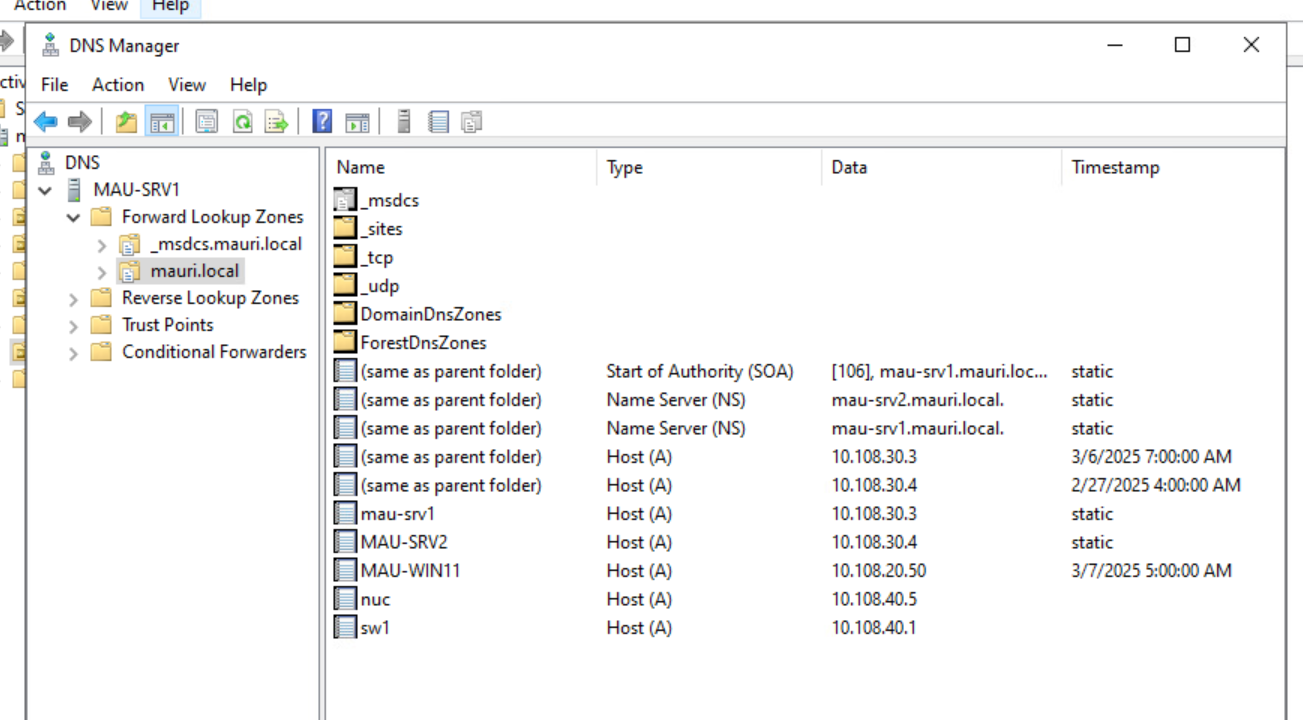 Action View Help
DNS Manager
File Action View Help
DNS
MAU-SRV1
Forward Lookup Zones
_msdcs.mauri.local
mauri.local
Reverse Lookup Zones
Trust Points
Conditional Forwarders
Name Type Data Timestamp
_msdcs
_sites
_tcp
_udp
DomainDnsZones
ForestDnsZones
(same as parent folder) Start of Authority (SOA) [106], mau-srv1.mauri.loc... static
(same as parent folder) Name Server (NS) mau-srv2.mauri.local. static
(same as parent folder) Name Server (NS) mau-srv1.mauri.local. static
(same as parent folder) Host (A) 10.108.30.3 3/6/2025 7:00:00 AM
(same as parent folder) Host (A) 10.108.30.4 2/27/2025 4:00:00 AM
mau-srv1 Host (A) 10.108.30.3 static
MAU-SRV2 Host (A) 10.108.30.4 static
MAU-WIN11 Host (A) 10.108.20.50 3/7/2025 5:00:00 AM
nuc Host (A) 10.108.40.5
sw1 Host (A) 10.108.40.1